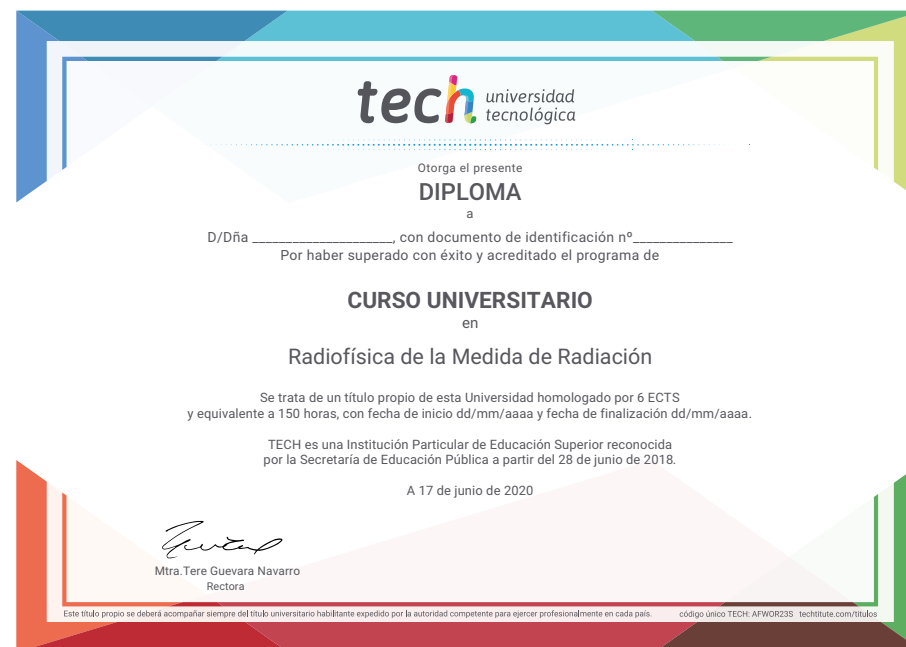 tech universidad
tecnológica
Otorga el presente
DIPLOMA
a
D/Dña _____________________, con documento de identificación nº_______________
Por haber superado con éxito y acreditado el programa de
CURSO UNIVERSITARIO
en
Radiofísica de la Medida de Radiación
Se trata de un título propio de esta Universidad homologado por 6 ECTS
y equivalente a 150 horas, con fecha de inicio dd/mm/aaaa y fecha de finalización dd/mm/aaaa.
TECH es una Institución Particular de Educación Superior reconocida
por la Secretaría de Educación Pública a partir del 28 de junio de 2018.
A 17 de junio de 2020
Mtra.Tere Guevara Navarro
Rectora
Este título propio se deberá acompañar siempre del título universitario habilitante expedido por la autoridad competente para ejercer profesionalmente en cada país. código único TECH: AFWOR23S techtitute.com/titulos